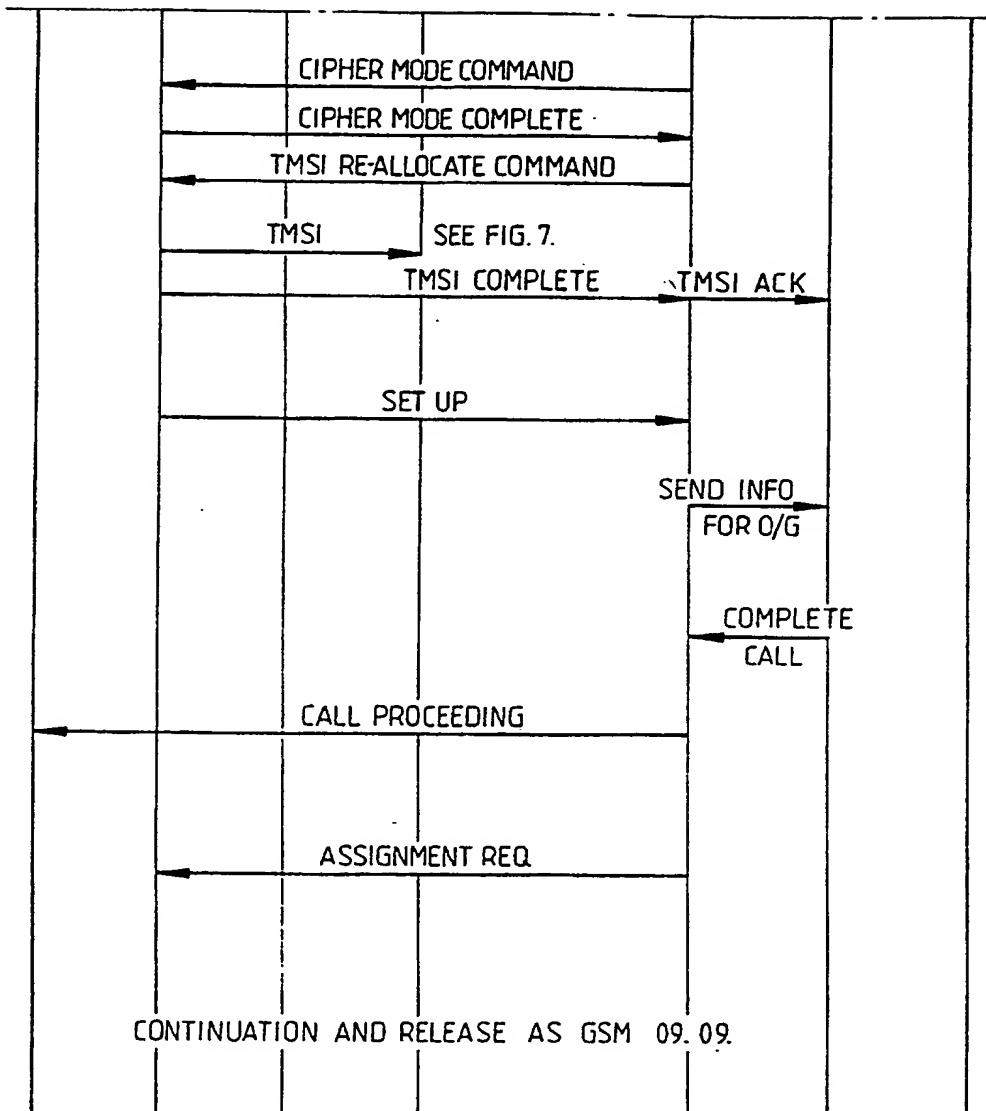 CIPHER MODE COMMAND
CIPHER MODE COMPLETE
TMSI RE-ALLOCATE COMMAND
TMSI
SEE FIG. 7.
TMSI COMPLETE
TMSI ACK
SET UP
SEND INFO
FOR O/G
COMPLETE
CALL
CALL PROCEEDING
ASSIGNMENT REQ
CONTINUATION AND RELEASE AS GSM 09. 09.